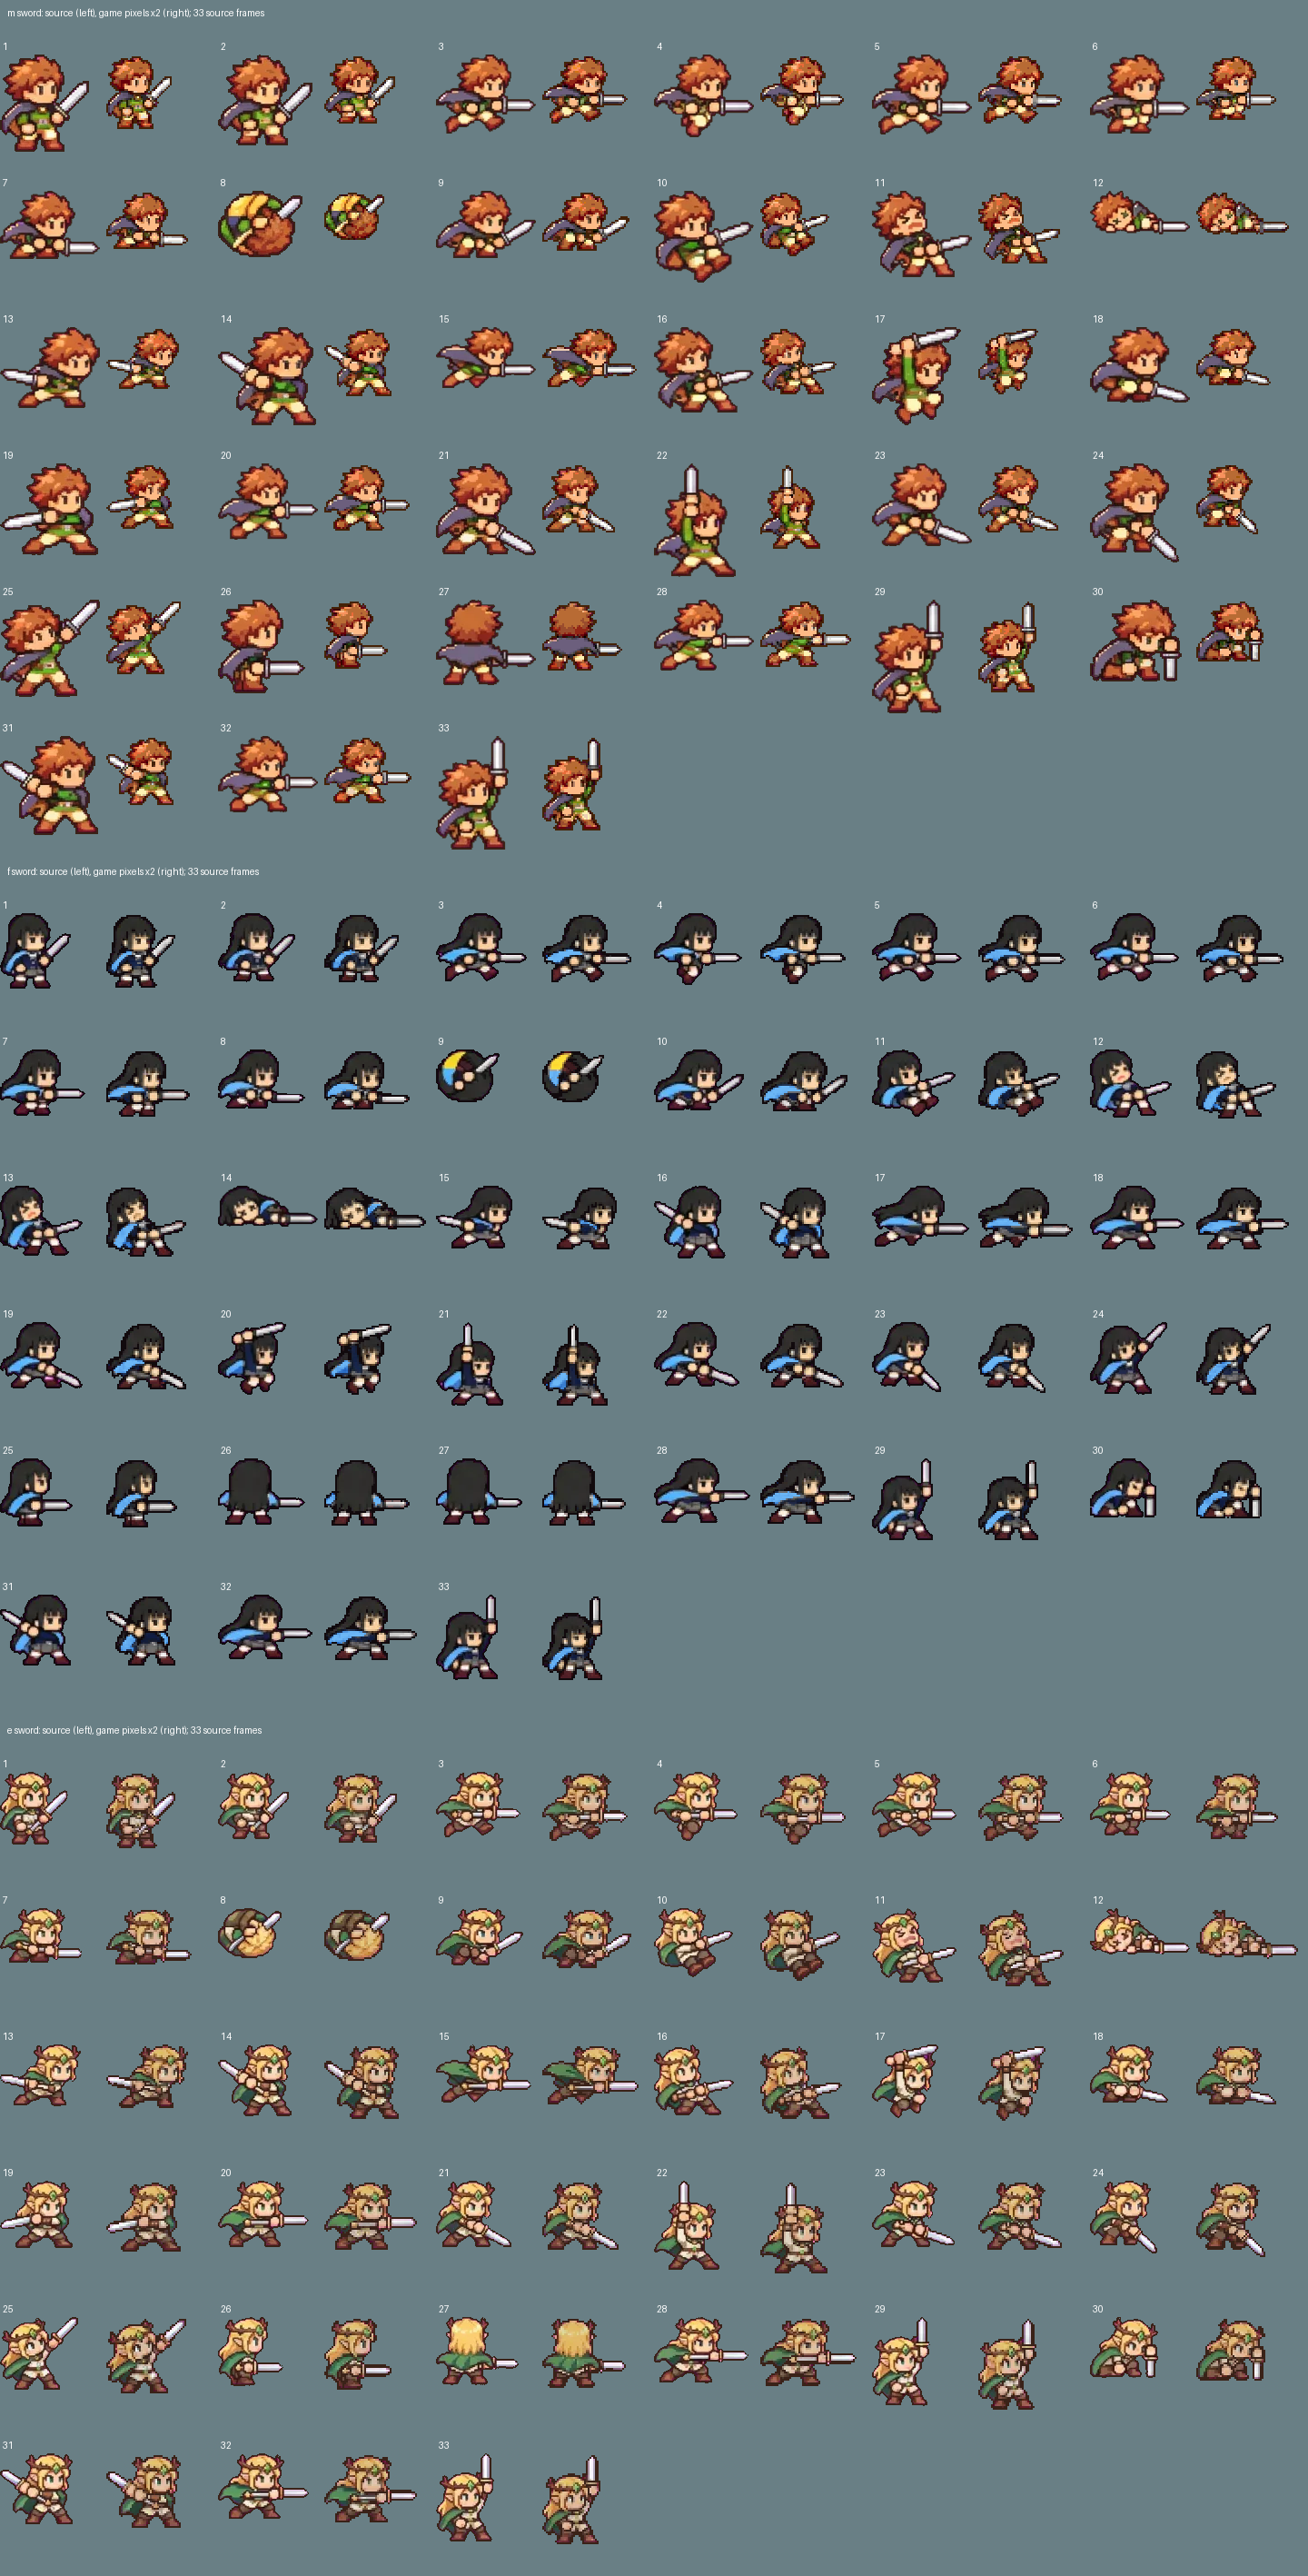 m sword: source (left), game pixels x2 (right); 33 source frames
1 2 3 4 5 6
7 8 9 10 11 12
13 14 15 16 17 18
19 20 21 22 23 24
25 26 27 28 29 30
31 32 33
f sword: source (left), game pixels x2 (right); 33 source frames
1 2 3 4 5 6
7 8 9 10 11 12
13 14 15 16 17 18
19 20 21 22 23 24
25 26 27 28 29 30
31 32 33
e sword: source (left), game pixels x2 (right); 33 source frames
1 2 3 4 5 6
7 8 9 10 11 12
13 14 15 16 17 18
19 20 21 22 23 24
25 26 27 28 29 30
31 32 33